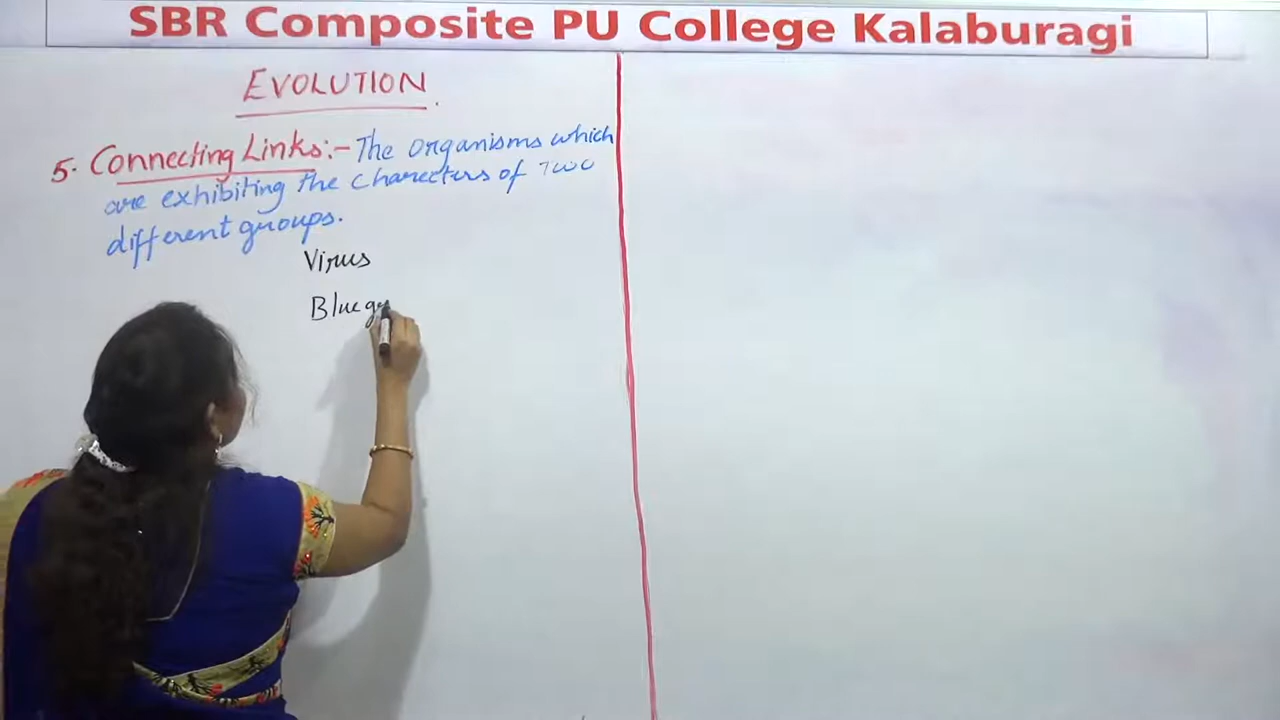 SBR Composite PU College Kalaburagi
EVOLUTION.
5. Connecting Links:- The organisms which
are exhibiting the charecters of Two
different groups.
Virus
Blue g